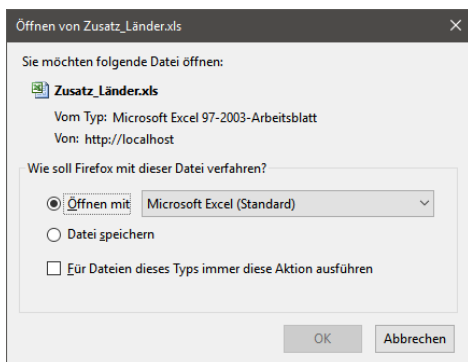 Öffnen von Zusatz_Länder.xls
Sie möchten folgende Datei öffnen:
Zusatz_Länder.xls
Vom Typ: Microsoft Excel 97-2003-Arbeitsblatt
Von: http://localhost
Wie soll Firefox mit dieser Datei verfahren?
Öffnen mit Microsoft Excel (Standard)
Datei speichern
Für Dateien dieses Typs immer diese Aktion ausführen
OK Abbrechen